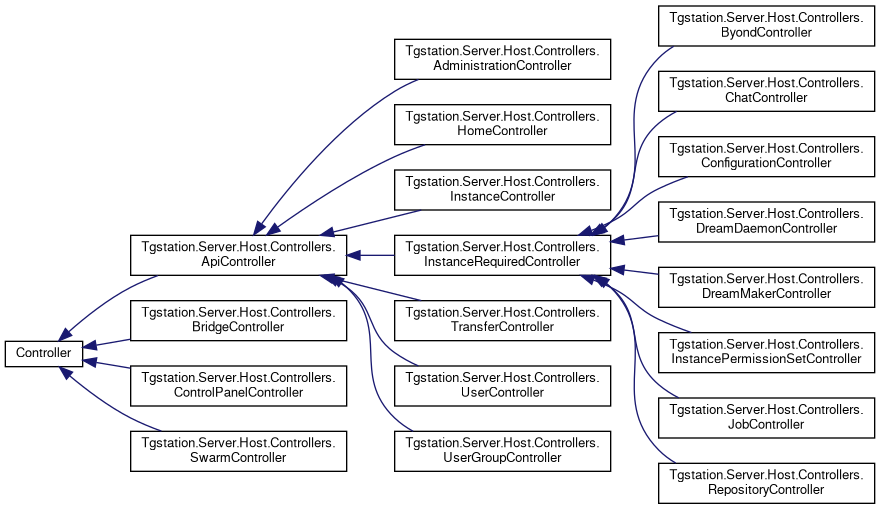 Controller
Tgstation.Server.Host.Controllers.
ApiController
Tgstation.Server.Host.Controllers.
BridgeController
Tgstation.Server.Host.Controllers.
ControlPanelController
Tgstation.Server.Host.Controllers.
SwarmController
Tgstation.Server.Host.Controllers.
AdministrationController
Tgstation.Server.Host.Controllers.
HomeController
Tgstation.Server.Host.Controllers.
InstanceController
Tgstation.Server.Host.Controllers.
InstanceRequiredController
Tgstation.Server.Host.Controllers.
TransferController
Tgstation.Server.Host.Controllers.
UserController
Tgstation.Server.Host.Controllers.
UserGroupController
Tgstation.Server.Host.Controllers.
ByondController
Tgstation.Server.Host.Controllers.
ChatController
Tgstation.Server.Host.Controllers.
ConfigurationController
Tgstation.Server.Host.Controllers.
DreamDaemonController
Tgstation.Server.Host.Controllers.
DreamMakerController
Tgstation.Server.Host.Controllers.
InstancePermissionSetController
Tgstation.Server.Host.Controllers.
JobController
Tgstation.Server.Host.Controllers.
RepositoryController